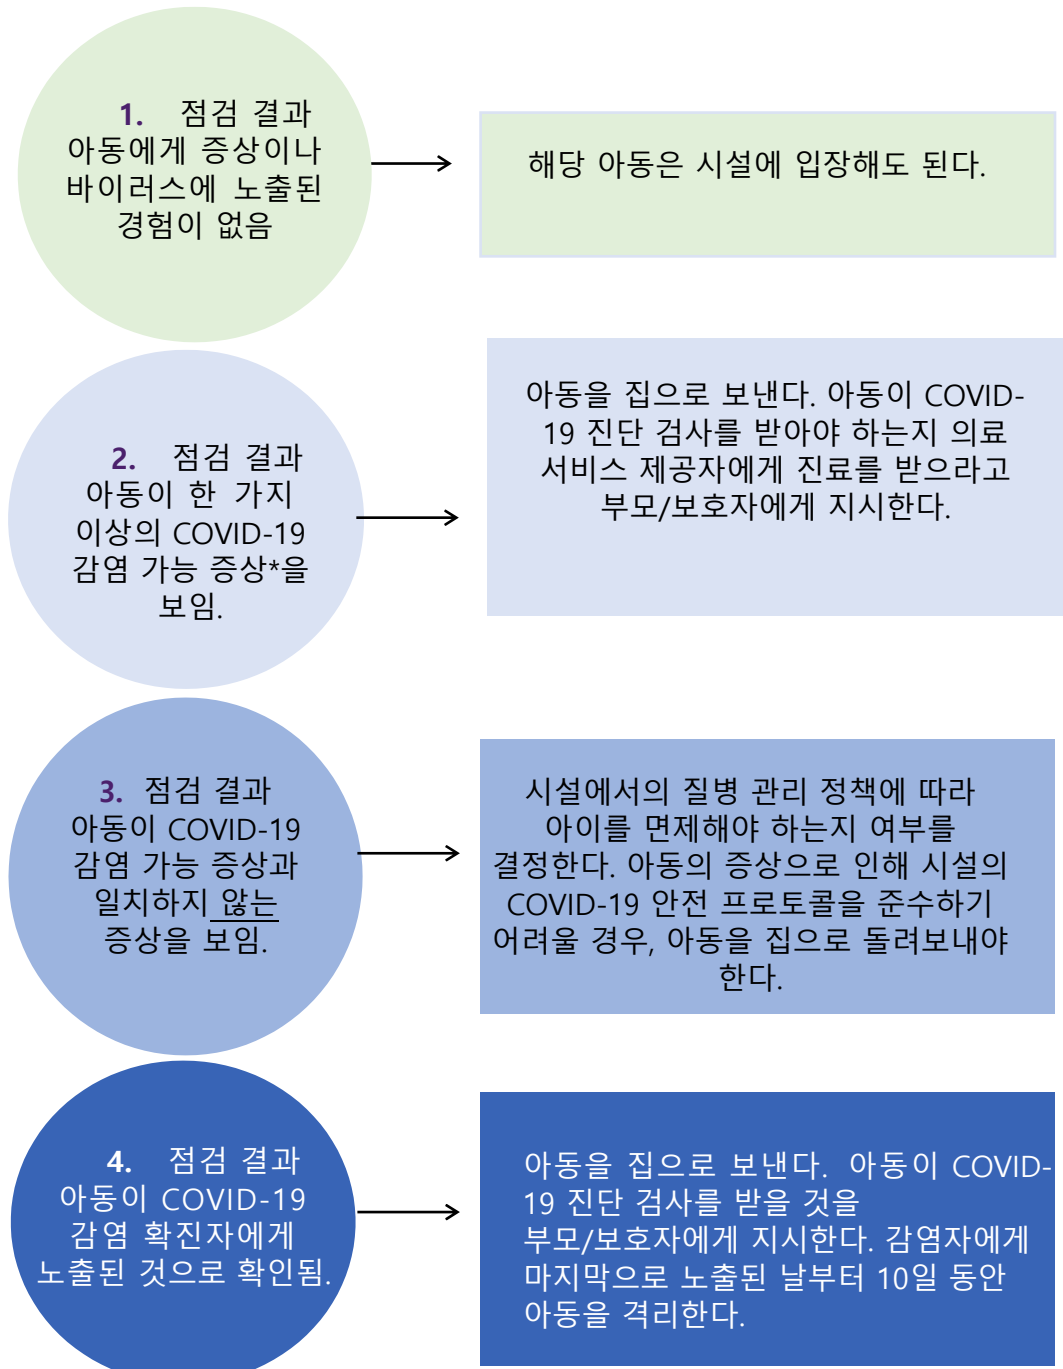 1. 점검 결과
아동에게 증상이나
바이러스에 노출된
경험이 없음
해당 아동은 시설에 입장해도 된다.
2. 점검 결과
아동이 한 가지
이상의 COVID-19
감염 가능 증상*을
보임.
아동을 집으로 보낸다. 아동이 COVID-
19 진단 검사를 받아야 하는지 의료
서비스 제공자에게 진료를 받으라고
부모/보호자에게 지시한다.
3. 점검 결과
아동이 COVID-19
감염 가능 증상과
일치하지 않는
증상을 보임.
시설에서의 질병 관리 정책에 따라
아이를 면제해야 하는지 여부를
결정한다. 아동의 증상으로 인해 시설의
COVID-19 안전 프로토콜을 준수하기
어려울 경우, 아동을 집으로 돌려보내야
한다.
4. 점검 결과
아동이 COVID-19
감염 확진자에게
노출된 것으로 확인됨.
아동을 집으로 보낸다. 아동이 COVID-
19 진단 검사를 받을 것을
부모/보호자에게 지시한다. 감염자에게
마지막으로 노출된 날부터 10일 동안
아동을 격리한다.